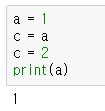 a = 1
c = a
c = 2
print(a)
1